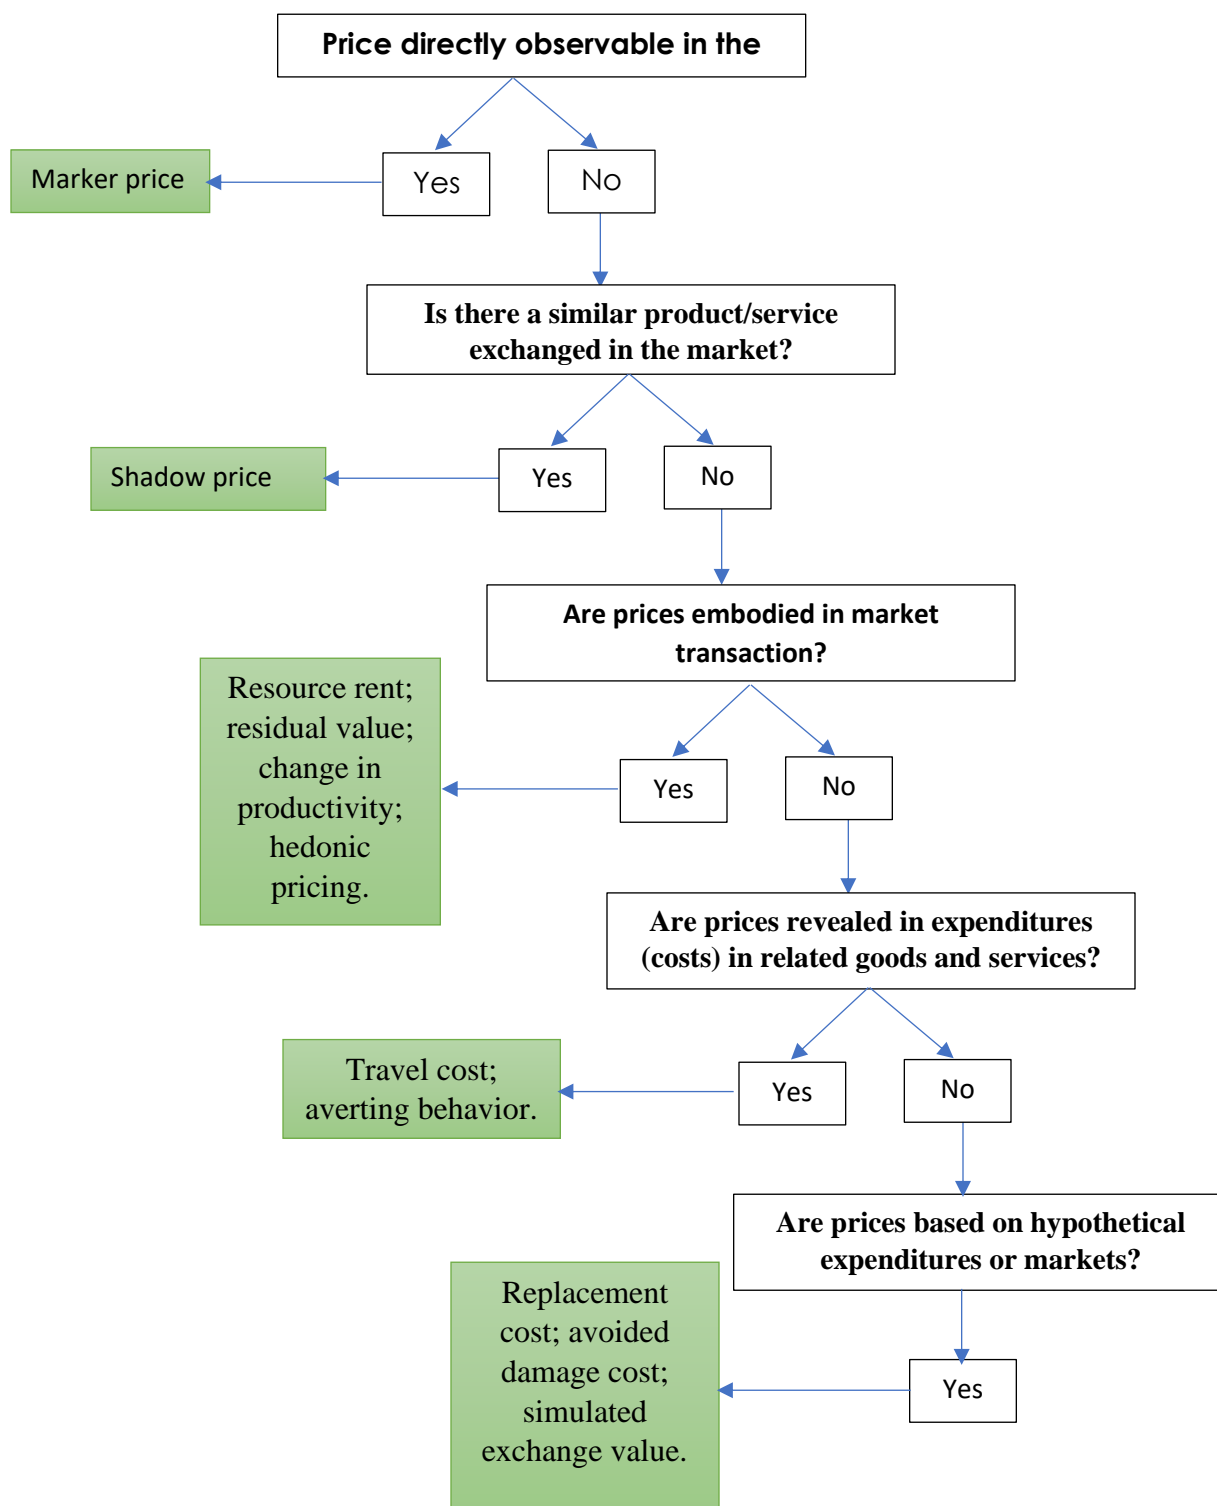 Price directly observable in the
Marker price
Yes
No
Is there a similar product/service
exchanged in the market?
Shadow price
Yes
No
Are prices embodied in market
transaction?
Resource rent;
residual value;
change in
productivity;
hedonic
pricing.
Yes
No
Are prices revealed in expenditures
(costs) in related goods and services?
Travel cost;
averting behavior.
Yes
No
Are prices based on hypothetical
expenditures or markets?
Replacement
cost; avoided
damage cost;
simulated
exchange value.
Yes